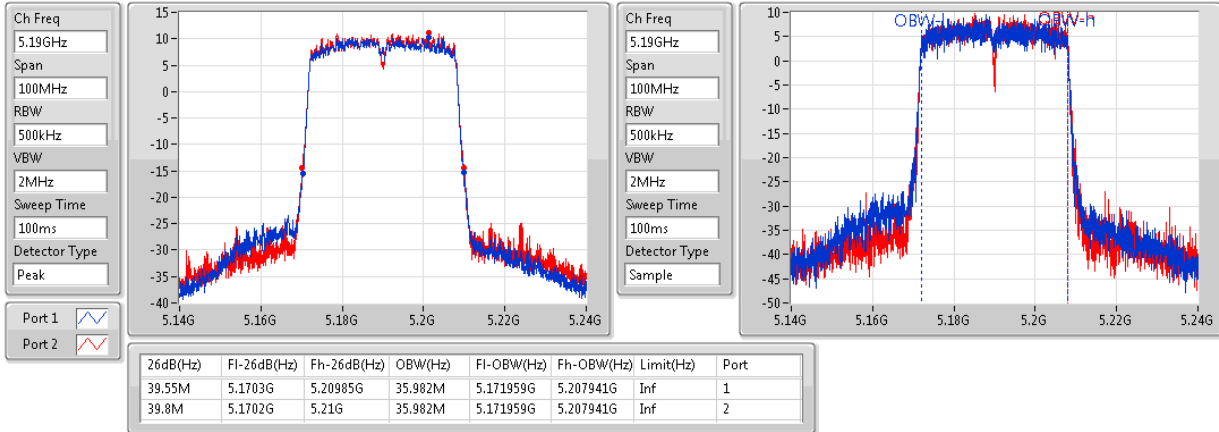 Ch Freq
5.19GHz
Span
100MHz
RBW
500kHz
VBW
2MHz
Sweep Time
100ms
Detector Type
Peak
Port 1
Port 2
15-
10-
5-
0-
-5-
-10-
-15-
-20-
-25-
-30-
-35-
-40-
5.14G 5.16G 5.18G 5.2G 5.22G 5.24G
Ch Freq
5.19GHz
Span
100MHz
RBW
500kHz
VBW
2MHz
Sweep Time
100ms
Detector Type
Sample
10-
5-
0-
-5-
-10-
-15-
-20-
-25-
-30-
-35-
-40-
-45-
-50-
OBW-l OBW-h
5.14G 5.16G 5.18G 5.2G 5.22G 5.24G
26dB(Hz) Fl-26dB(Hz) Fh-26dB(Hz) OBW(Hz) Fl-OBW(Hz) Fh-OBW(Hz) Limit(Hz) Port
39.55M 5.1703G 5.20985G 35.982M 5.171959G 5.207941G Inf 1
39.8M 5.1702G 5.21G 35.982M 5.171959G 5.207941G Inf 2